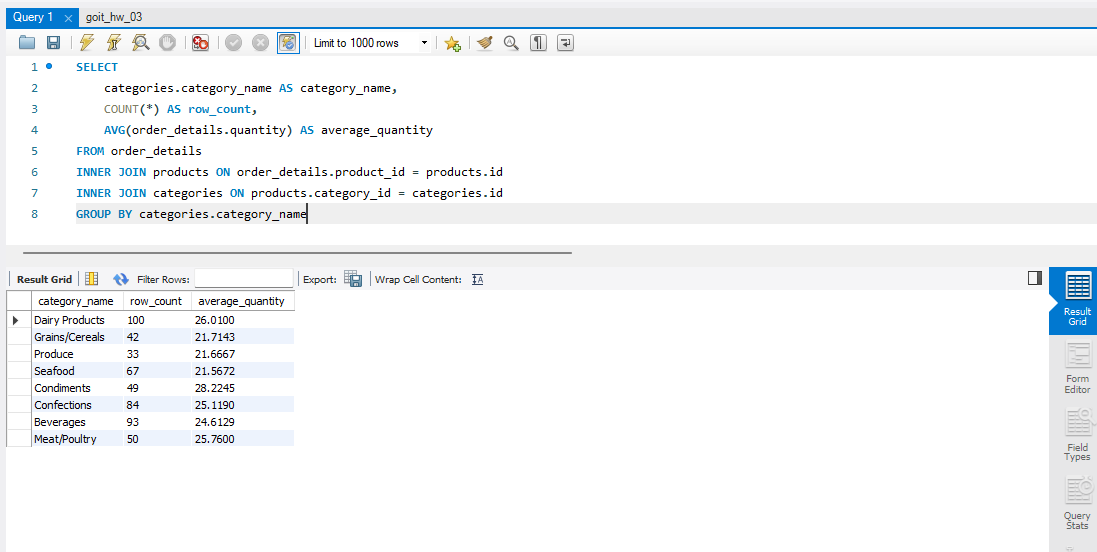 Query 1 × goit_hw_03
Limit to 1000 rows
1 SELECT
2 categories.category_name AS category_name,
3 COUNT(*) AS row_count,
4 AVG(order_details.quantity) AS average_quantity
5 FROM order_details
6 INNER JOIN products ON order_details.product_id = products.id
7 INNER JOIN categories ON products.category_id = categories.id
8 GROUP BY categories.category_name
Result Grid Filter Rows: Export: Wrap Cell Content: IA
category_name row_count average_quantity
Dairy Products 100 26.0100
Grains/Cereals 42 21.7143
Produce 33 21.6667
Seafood 67 21.5672
Condiments 49 28.2245
Confections 84 25.1190
Beverages 93 24.6129
Meat/Poultry 50 25.7600
Result
Grid
Form
Editor
Field
Types
Query
Stats